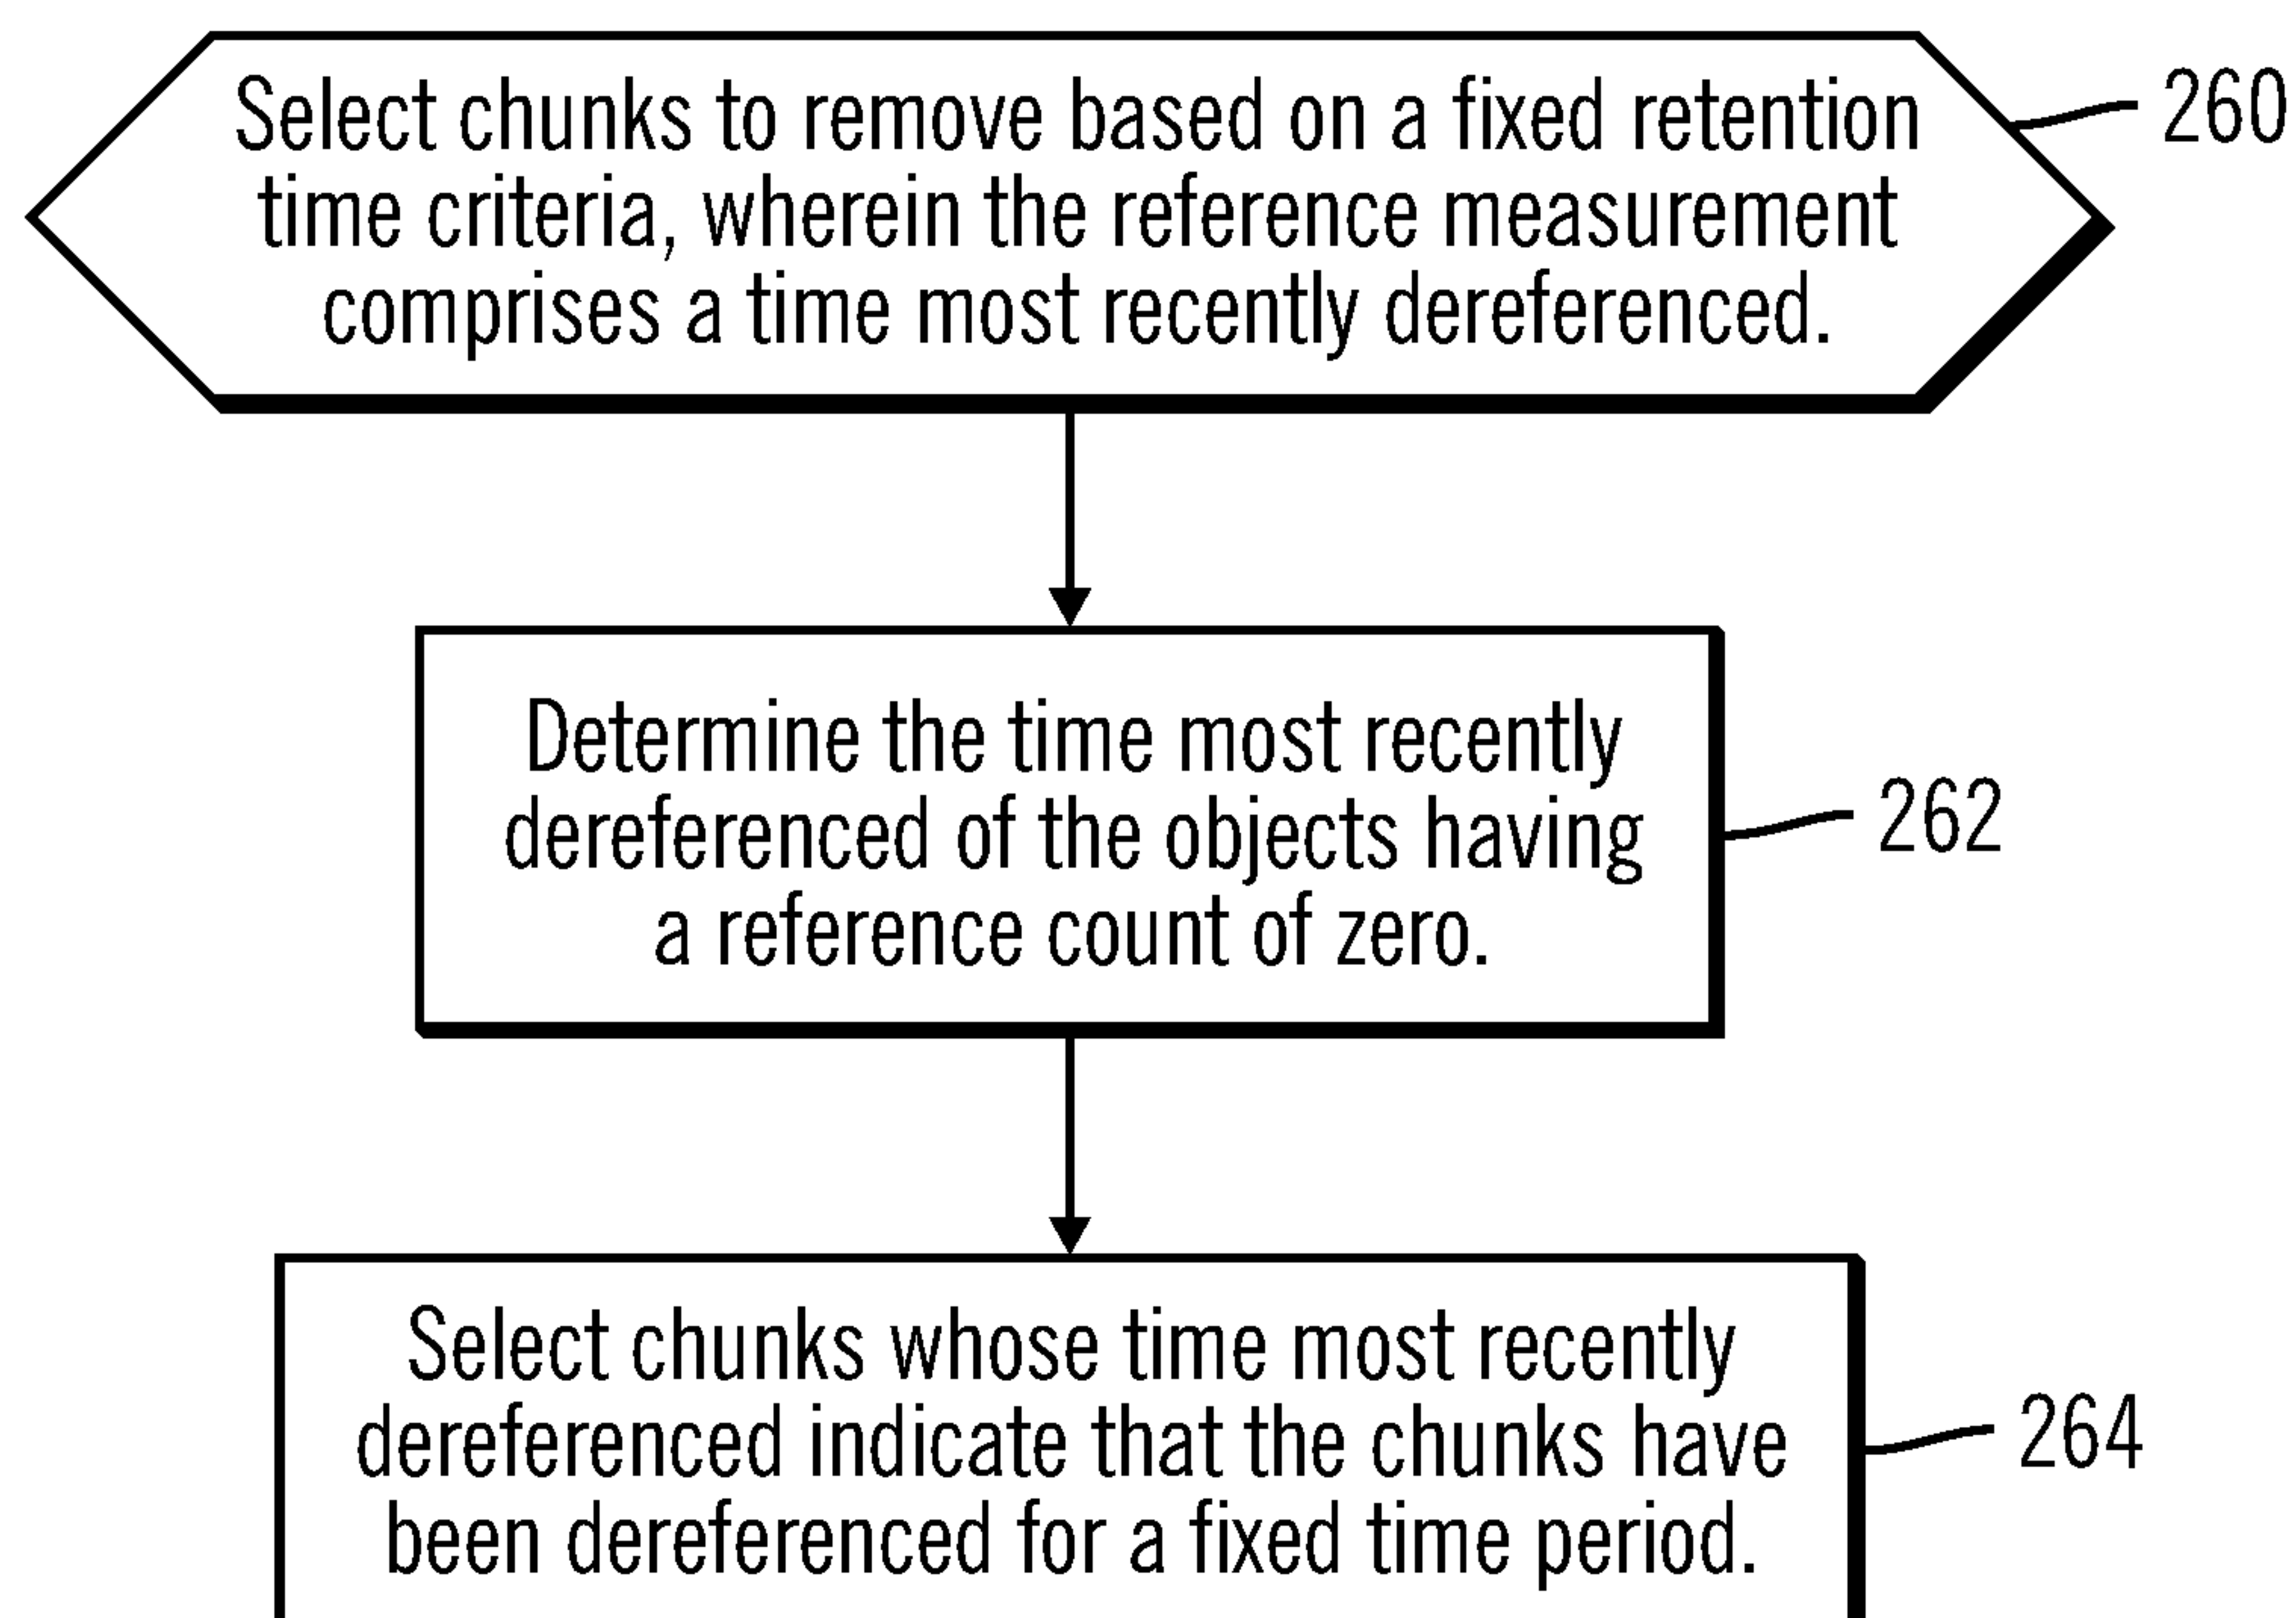 Select chunks to remove based on a fixed retention
time criteria, wherein the reference measurement
comprises a time most recently dereferenced.
260
Determine the time most recently
dereferenced of the objects having
a reference count of zero.
262
Select chunks whose time most recently
dereferenced indicate that the chunks have
been dereferenced for a fixed time period.
264